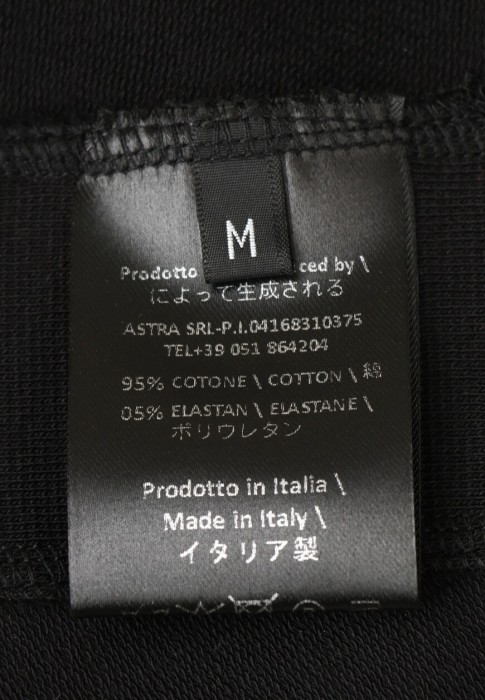 M
Prodotto ced by \
によって生成される
ASTRA SRL-P.I.04168310375
TEL+39 051 864204
95% COTONE \ COTTON \ 綿
05% ELASTAN \ ELASTANE \
ポリウレタン
Prodotto in Italia \
Made in Italy \
イタリア製